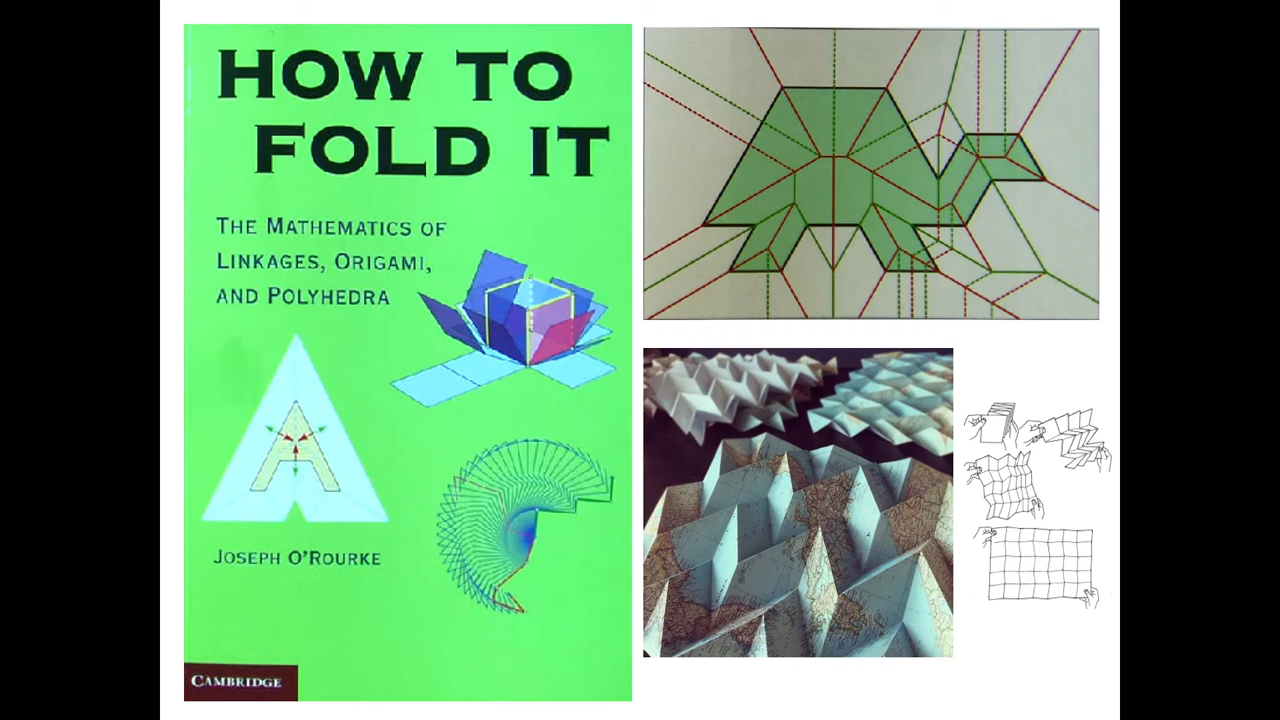 HOW TO
FOLD IT
THE MATHEMATICS OF
LINKAGES, ORIGAMI,
AND POLYHEDRA
JOSEPH O'ROURKE
CAMBRIDGE